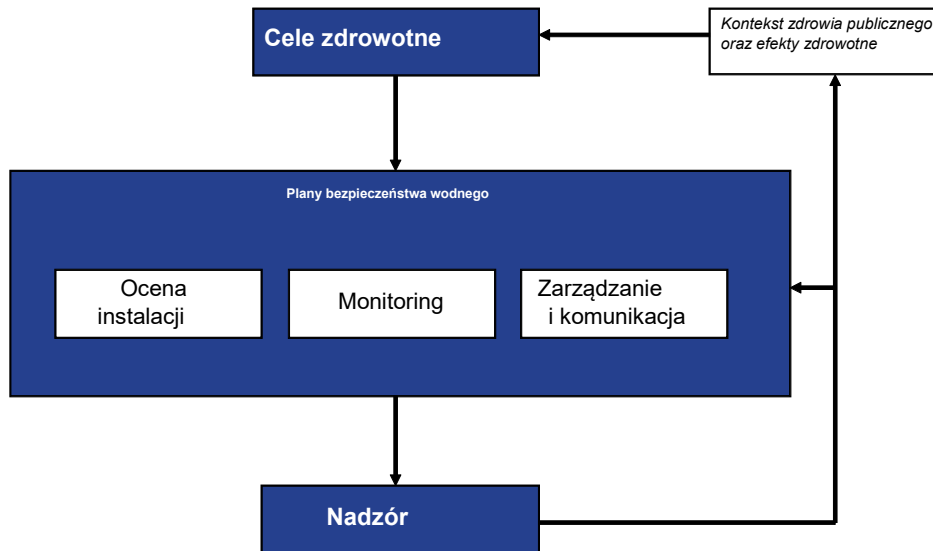 Cele zdrowotne
Kontekst zdrowia publicznego
oraz efekty zdrowotne
Plany bezpieczeństwa wodnego
Ocena
instalacji
Monitoring
Zarządzanie
i komunikacja
Nadzór